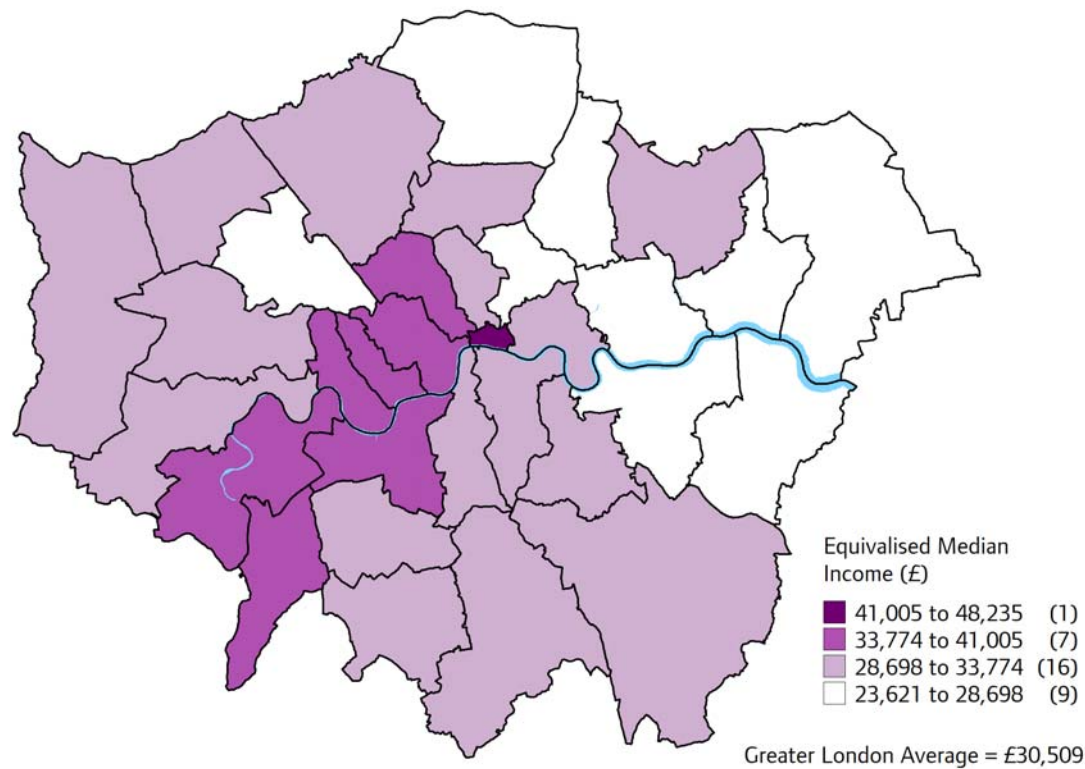 Equivalised Median
Income (£)
41,005 to 48,235 (1)
33,774 to 41,005 (7)
28,698 to 33,774 (16)
23,621 to 28,698 (9)
Greater London Average = £30,509